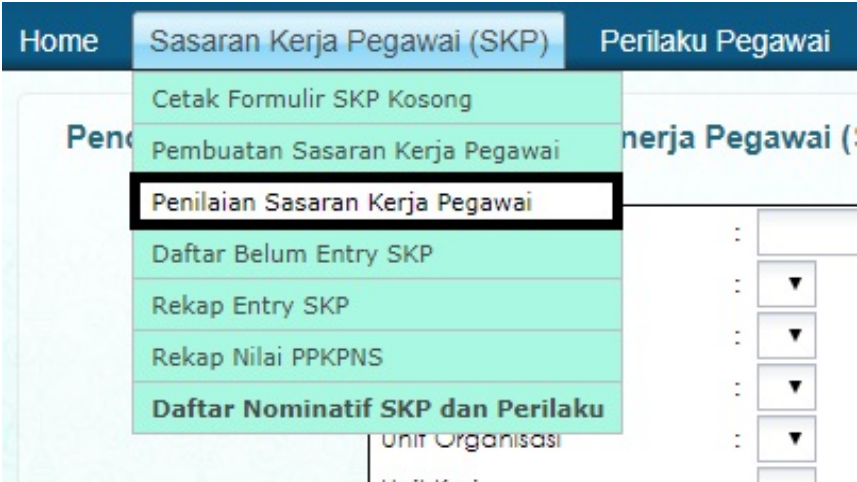 Home Sasaran Kerja Pegawai (SKP) Perilaku Pegawai
Cetak Formulir SKP Kosong
Pembuatan Sasaran Kerja Pegawai
Penilaian Sasaran Kerja Pegawai
Daftar Belum Entry SKP
Rekap Entry SKP
Rekap Nilai PPKPNS
Daftar Nominatif SKP dan Perilaku
Pegawai (
:
:
:
:
Unit Organisasi :